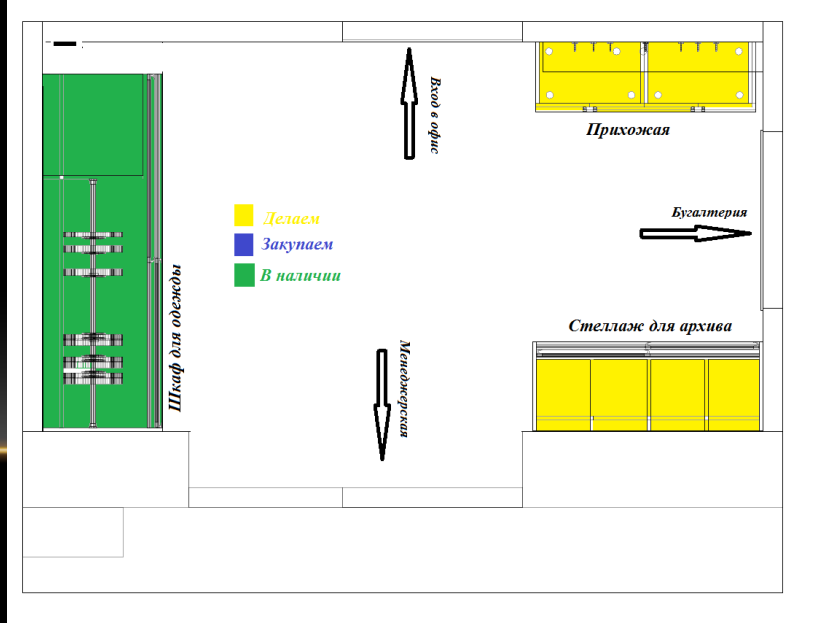 Вход в офис
Прихожая
Бугалтерия
Делаем
Закупаем
В наличии
Шкаф для одежды
Стеллаж для архива
Менеджерская